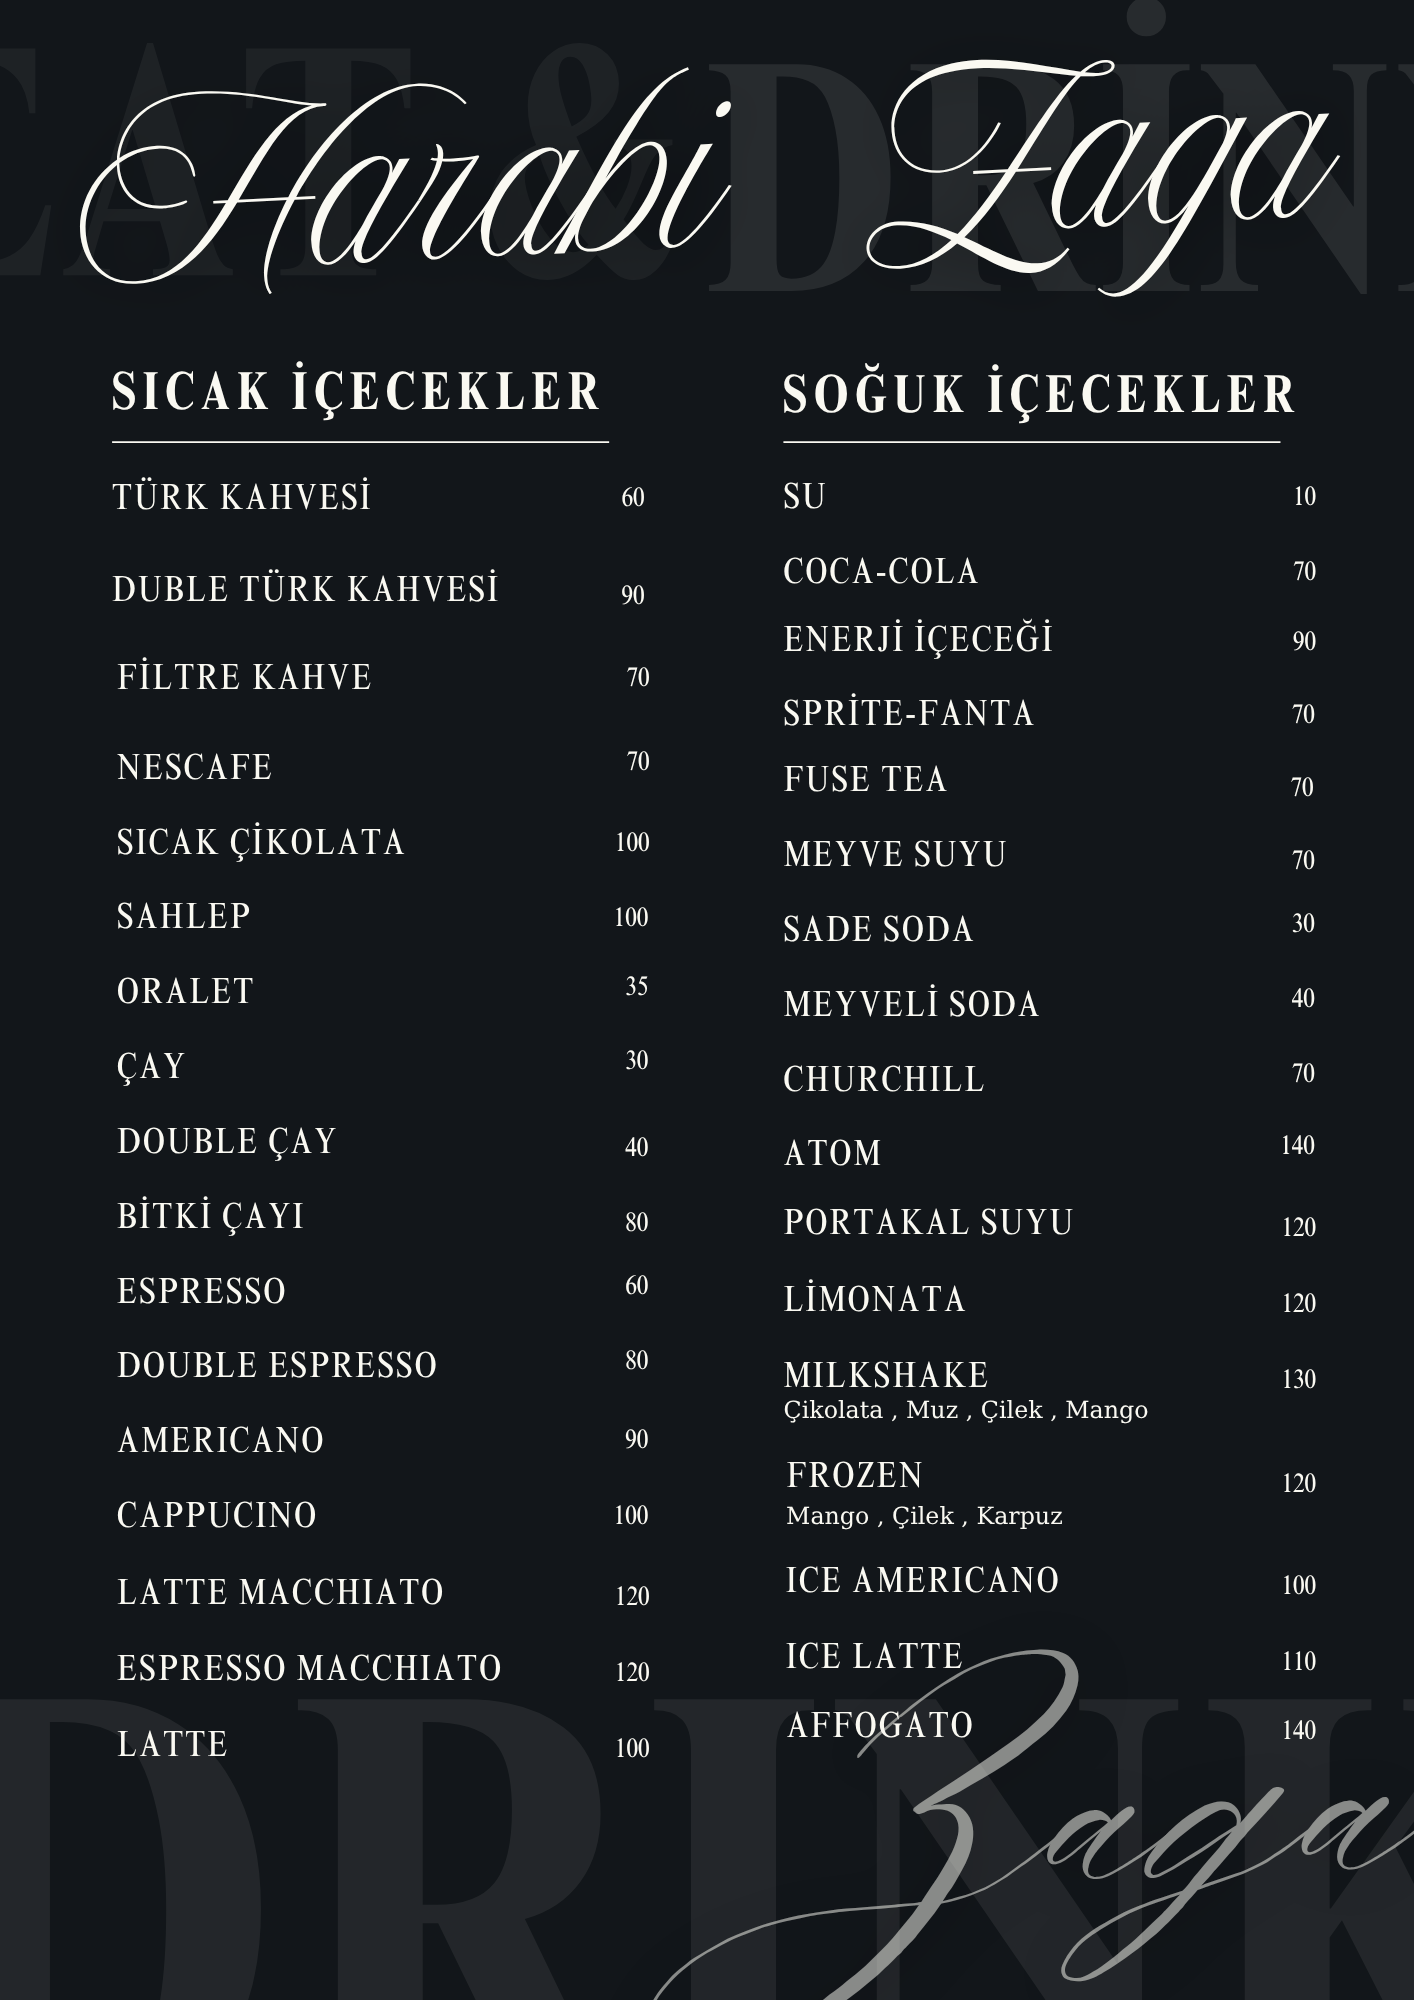 EAT & DRİNK
Harabi Zaga
SICAK İÇECEKLER
TÜRK KAHVESİ 60
DUBLE TÜRK KAHVESİ 90
FİLTRE KAHVE 70
NESCAFE 70
SICAK ÇİKOLATA 100
SAHLEP 100
ORALET 35
ÇAY 30
DOUBLE ÇAY 40
BİTKİ ÇAYI 80
ESPRESSO 60
DOUBLE ESPRESSO 80
AMERICANO 90
CAPPUCINO 100
LATTE MACCHIATO 120
ESPRESSO MACCHIATO 120
LATTE 100
SOĞUK İÇECEKLER
SU 10
COCA-COLA 70
ENERJİ İÇECEĞİ 90
SPRİTE-FANTA 70
FUSE TEA 70
MEYVE SUYU 70
SADE SODA 30
MEYVELİ SODA 40
CHURCHILL 70
ATOM 140
PORTAKAL SUYU 120
LİMONATA 120
MILKSHAKE 130
Çikolata , Muz , Çilek , Mango
FROZEN 120
Mango , Çilek , Karpuz
ICE AMERICANO 100
ICE LATTE 110
AFFOGATO 140
DRINK
Zaga